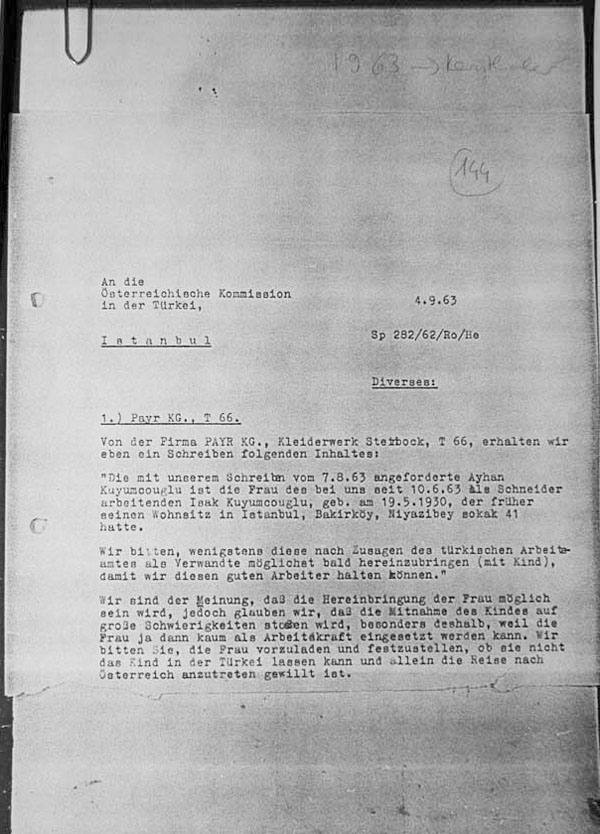 1963
144
An die
Österreichische Kommission
in der Türkei,
4.9.63
I s t a n b u l
Sp 282/62/Ro/He
Diverses:
1.) Payr KG., T 66.
Von der Firma PAYR KG., Kleiderwerk Steinbock, T 66, erhalten wir
eben ein Schreiben folgenden Inhaltes:
"Die mit unserem Schreibn vom 7.8.63 angeforderte Ayhan
Kuyumcouglu ist die Frau des bei uns seit 10.6.63 als Schneider
arbeitenden Isak Kuyumcouglu, geb. am 19.5.1930, der früher
seinen Wohnsitz in Istanbul, Bakirköy, Niyazibey sokak 41
hatte.
Wir bitten, wenigstens diese nach Zusagen des türkischen Arbeits-
amtes als Verwandte möglichst bald hereinzubringen (mit Kind),
damit wir diesen guten Arbeiter halten können."
Wir sind der Meinung, daß die Hereinbringung der Frau möglich
sein wird, jedoch glauben wir, daß die Mitnahme des Kindes auf
große Schwierigkeiten stoßen wird, besonders deshalb, weil die
Frau ja dann kaum als Arbeitskraft eingesetzt werden kann. Wir
bitten Sie, die Frau vorzuladen und festzustellen, ob sie nicht
das Kind in der Türkei lassen kann und allein die Reise nach
Österreich anzutreten gewillt ist.